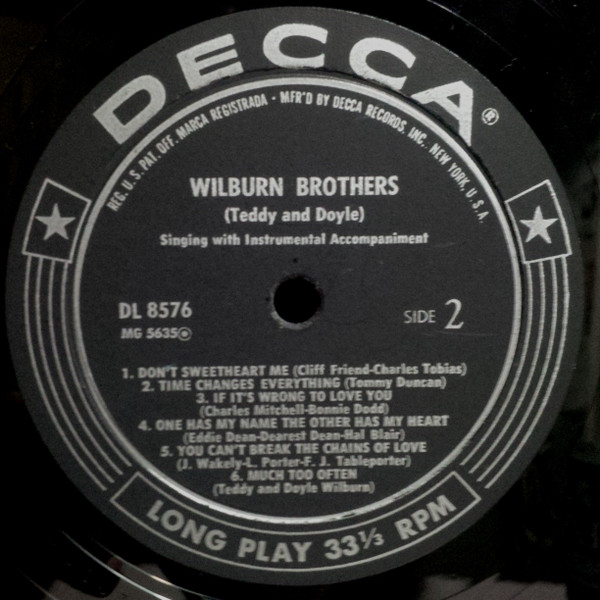 DECCA®
REG. U. S. PAT. OFF. MARCA REGISTRADA • MFR'D BY DECCA RECORDS, INC., NEW YORK, U. S. A.
WILBURN BROTHERS
(Teddy and Doyle)
Singing with Instrumental Accompaniment
DL 8576
MG 5635
SIDE 2
1. DON'T SWEETHEART ME (Cliff Friend-Charles Tobias)
2. TIME CHANGES EVERYTHING (Tommy Duncan)
3. IF IT'S WRONG TO LOVE YOU
(Charles Mitchell-Bonnie Dodd)
4. ONE HAS MY NAME THE OTHER HAS MY HEART
(Eddie Dean-Dearest Dean-Hal Blair)
5. YOU CAN'T BREAK THE CHAINS OF LOVE
(J. Wakely-L. Porter-F. J. Tableporter)
6. MUCH TOO OFTEN
(Teddy and Doyle Wilburn)
LONG PLAY 33⅓ RPM